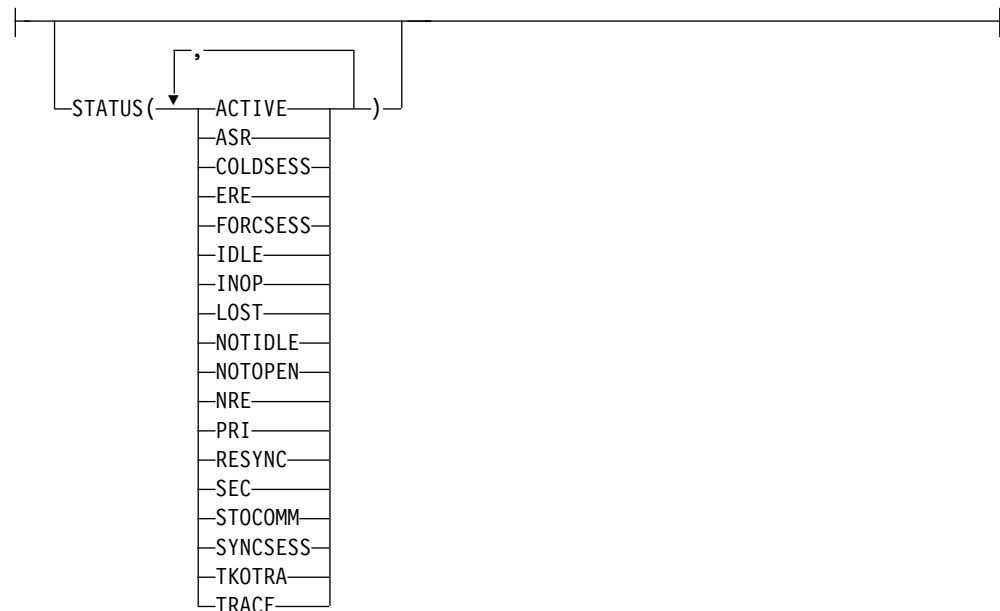 ,
STATUS( ACTIVE )
ASR
COLDSESS
ERE
FORCSESS
IDLE
INOP
LOST
NOTIDLE
NOTOPEN
NRE
PRI
RESYNC
SEC
STOCOMM
SYNCSESS
TKOTRA
TRACE